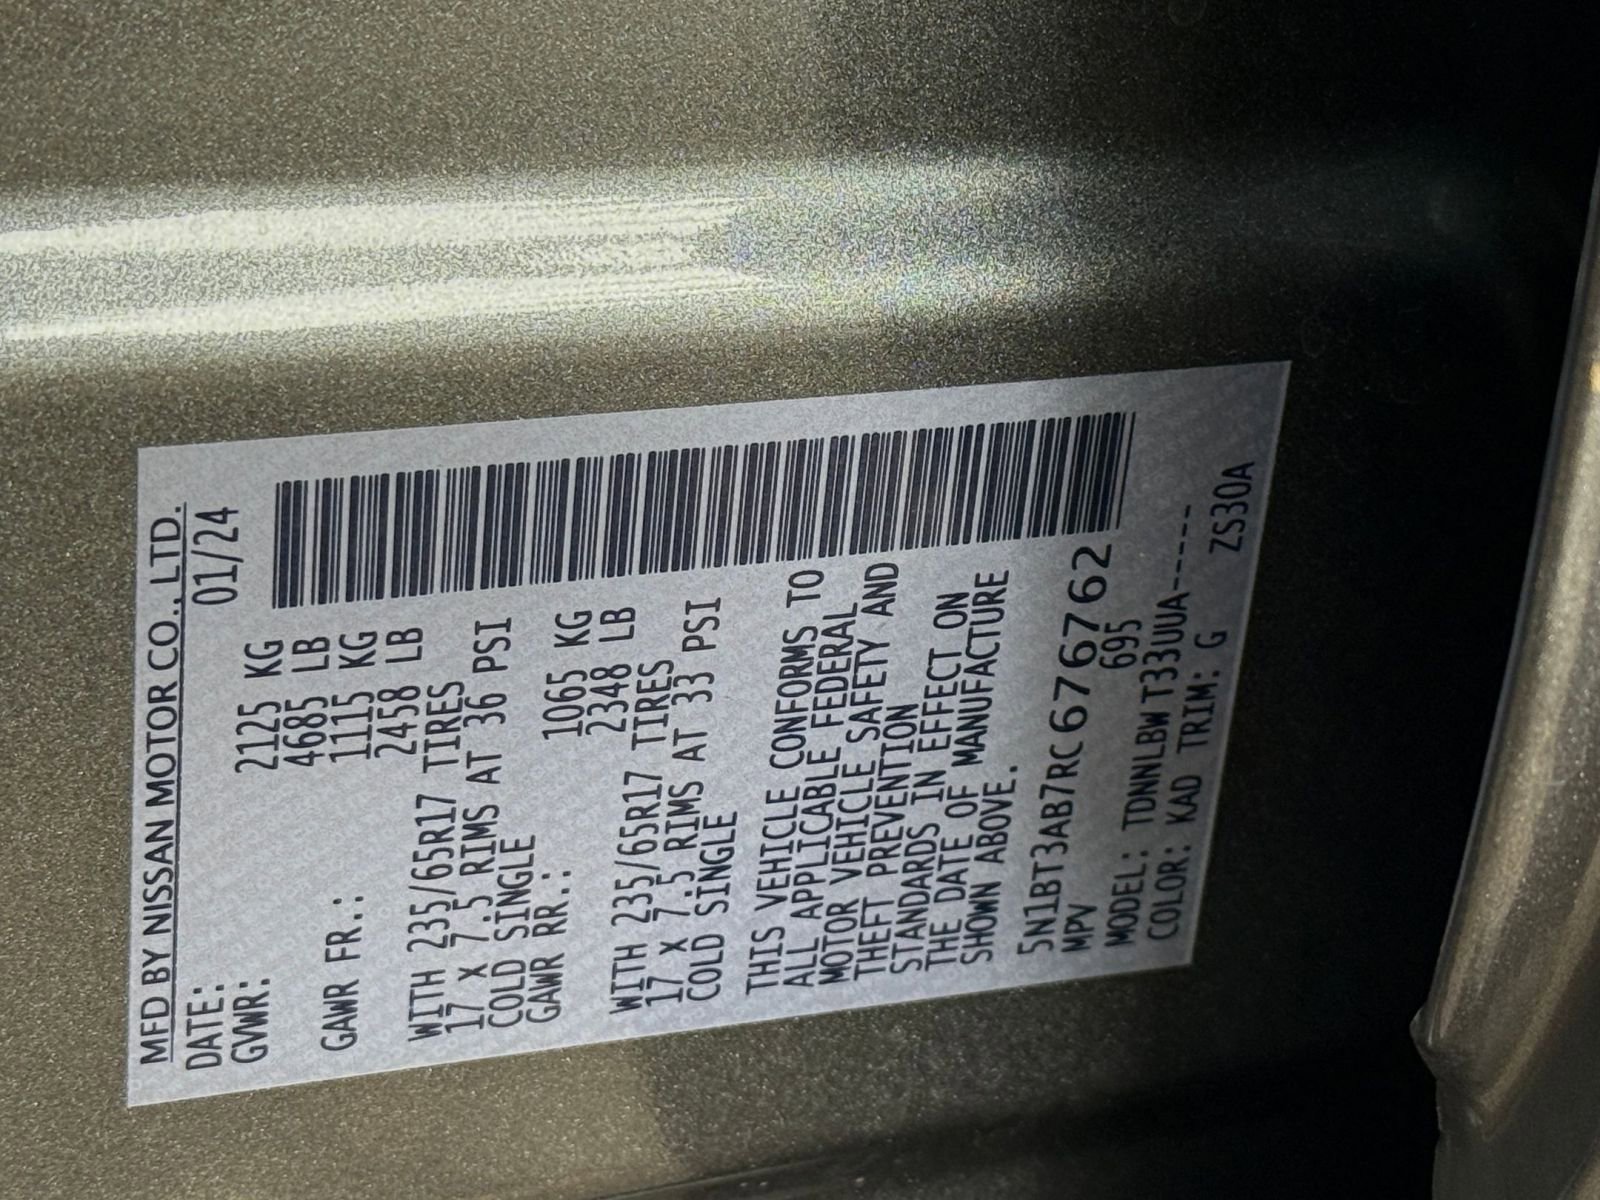 MFD BY NISSAN MOTOR CO., LTD.
DATE: 01/24
GVWR: 2125 KG
4685 LB
GAWR FR.: 1115 KG
2458 LB
WITH 235/65R17 TIRES
17 X 7.5 RIMS AT 36 PSI
COLD SINGLE
GAWR RR.: 1065 KG
2348 LB
WITH 235/65R17 TIRES
17 X 7.5 RIMS AT 33 PSI
COLD SINGLE
THIS VEHICLE CONFORMS TO
ALL APPLICABLE FEDERAL
MOTOR VEHICLE SAFETY AND
THEFT PREVENTION
STANDARDS IN EFFECT ON
THE DATE OF MANUFACTURE
SHOWN ABOVE.
5N1BT3AB7RC676762
MPV 695
MODEL: TDNNLBWT33UUA-----
COLOR: KAD TRIM: G ZS30A